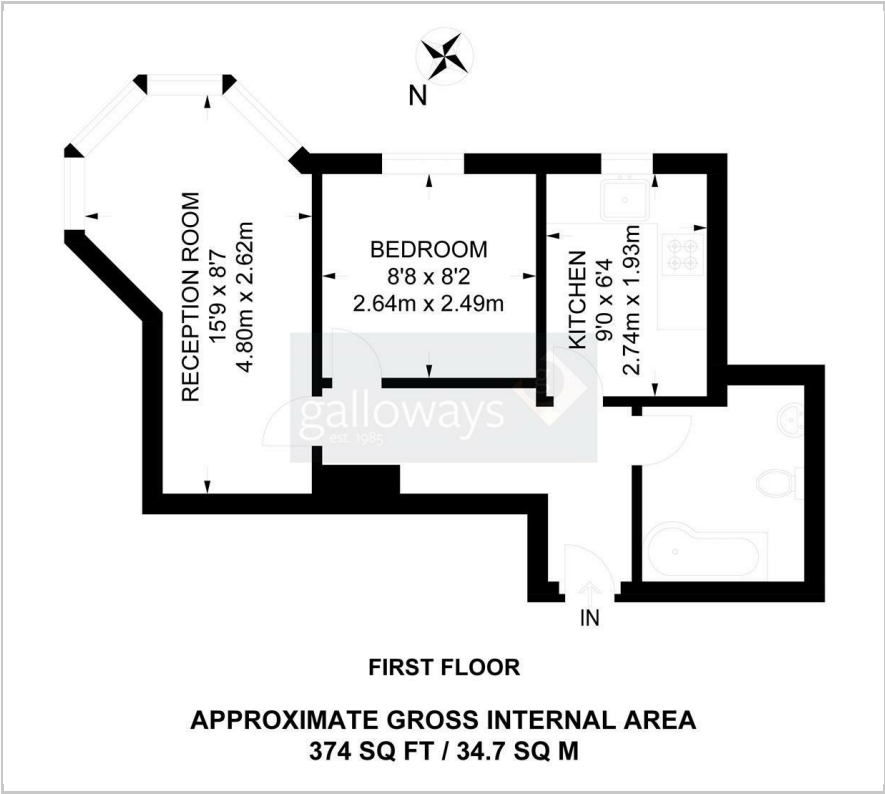 N
RECEPTION ROOM
15'9 x 8'7
4.80m x 2.62m
BEDROOM
8'8 x 8'2
2.64m x 2.49m
KITCHEN
9'0 x 6'4
2.74m x 1.93m
galloways
est. 1985
IN
FIRST FLOOR
APPROXIMATE GROSS INTERNAL AREA
374 SQ FT / 34.7 SQ M